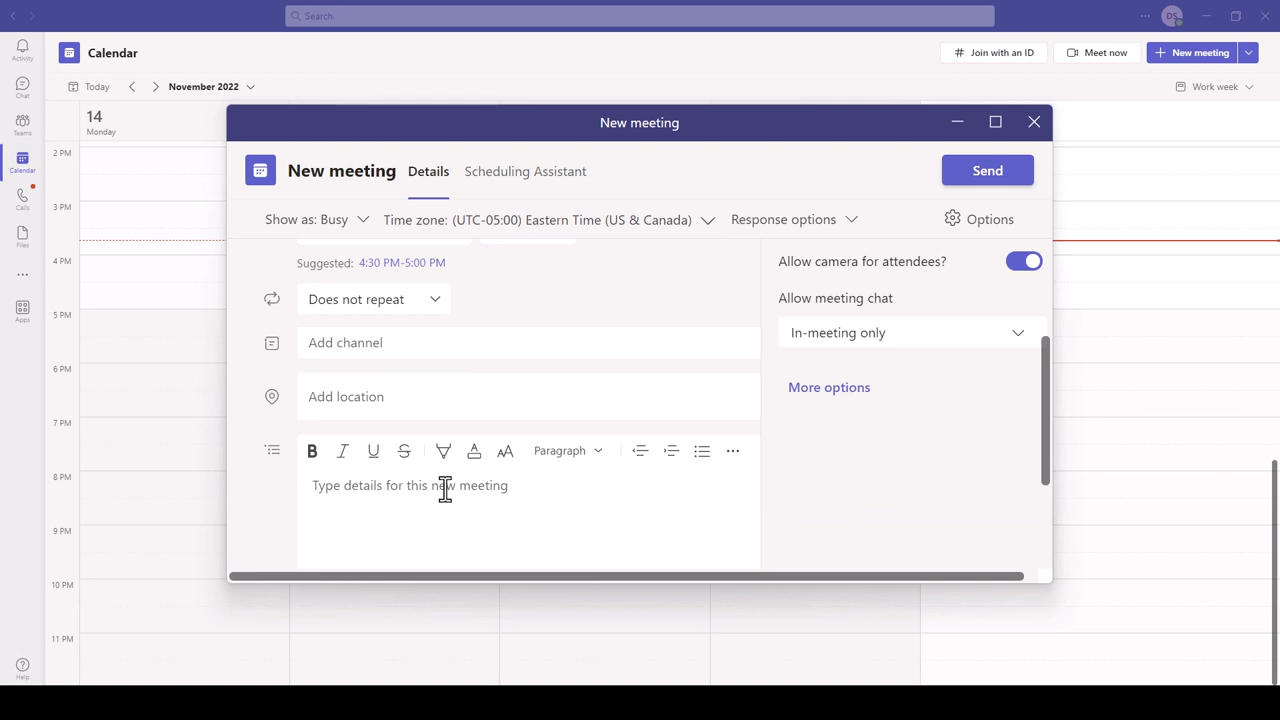 Search
DS
Activity
Chat
Teams
Calendar
Calls
Files
Apps
Help
Calendar
Join with an ID
Meet now
New meeting
Today
November 2022
Work week
14
Monday
2 PM
3 PM
4 PM
5 PM
6 PM
7 PM
8 PM
9 PM
10 PM
11 PM
New meeting
New meeting
Details
Scheduling Assistant
Send
Show as: Busy
Time zone: (UTC-05:00) Eastern Time (US & Canada)
Response options
Options
Suggested: 4:30 PM-5:00 PM
Does not repeat
Add channel
Add location
B I U S A AA Paragraph
Type details for this new meeting
Allow camera for attendees?
Allow meeting chat
In-meeting only
More options